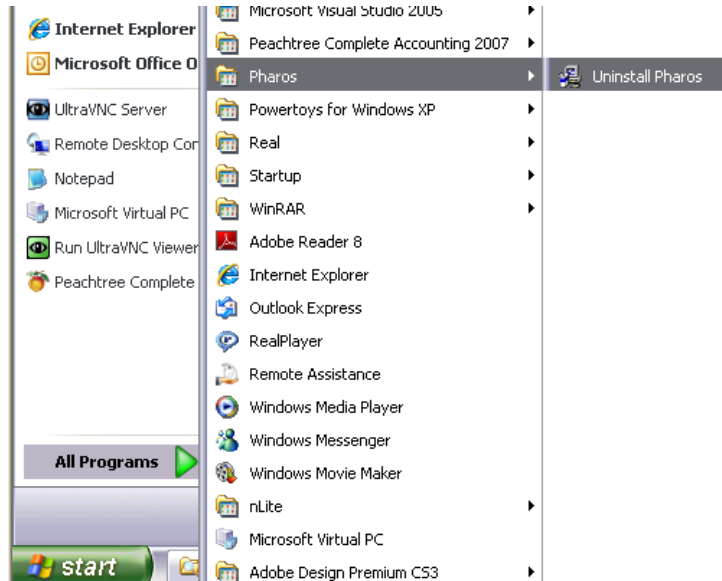 Internet Explorer
Microsoft Office O
UltraVNC Server
Remote Desktop Con
Notepad
Microsoft Virtual PC
Run UltraVNC Viewer
Peachtree Complete
All Programs
start
Microsoft Visual Studio 2005
Peachtree Complete Accounting 2007
Pharos
Powertoys for Windows XP
Real
Startup
WinRAR
Adobe Reader 8
Internet Explorer
Outlook Express
RealPlayer
Remote Assistance
Windows Media Player
Windows Messenger
Windows Movie Maker
nLite
Microsoft Virtual PC
Adobe Design Premium CS3
Uninstall Pharos